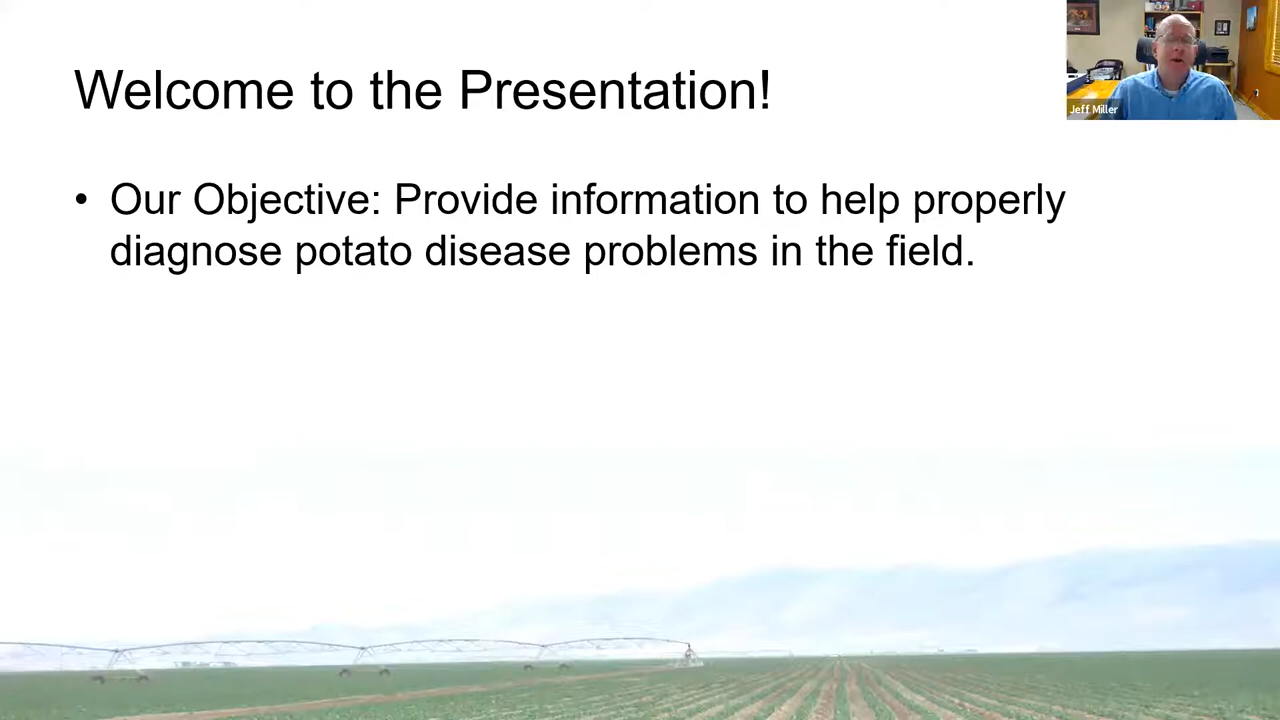 Welcome to the Presentation!
Jeff Miller
• Our Objective: Provide information to help properly
diagnose potato disease problems in the field.